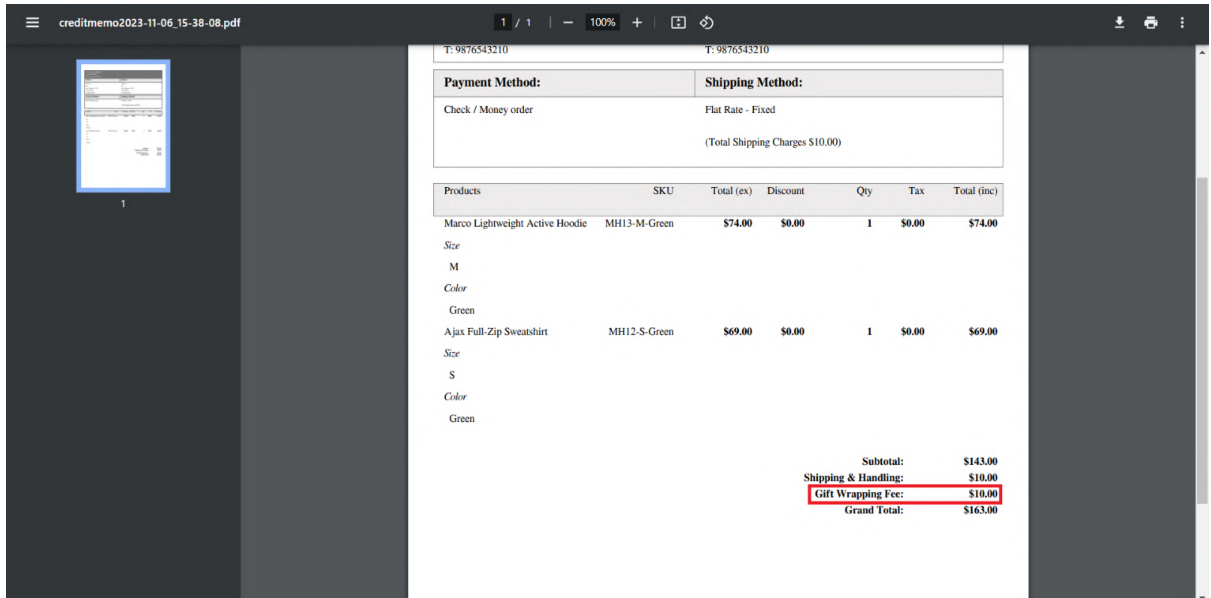 creditmemo2023-11-06_15-38-08.pdf
1 / 1 | − 100% + |
1
T: 9876543210 T: 9876543210
Payment Method: Shipping Method:
Check / Money order Flat Rate - Fixed
(Total Shipping Charges $10.00)
Products SKU Total (ex) Discount Qty Tax Total (inc)
Marco Lightweight Active Hoodie MH13-M-Green $74.00 $0.00 1 $0.00 $74.00
Size
M
Color
Green
Ajax Full-Zip Sweatshirt MH12-S-Green $69.00 $0.00 1 $0.00 $69.00
Size
S
Color
Green
Subtotal: $143.00
Shipping & Handling: $10.00
Gift Wrapping Fee: $10.00
Grand Total: $163.00